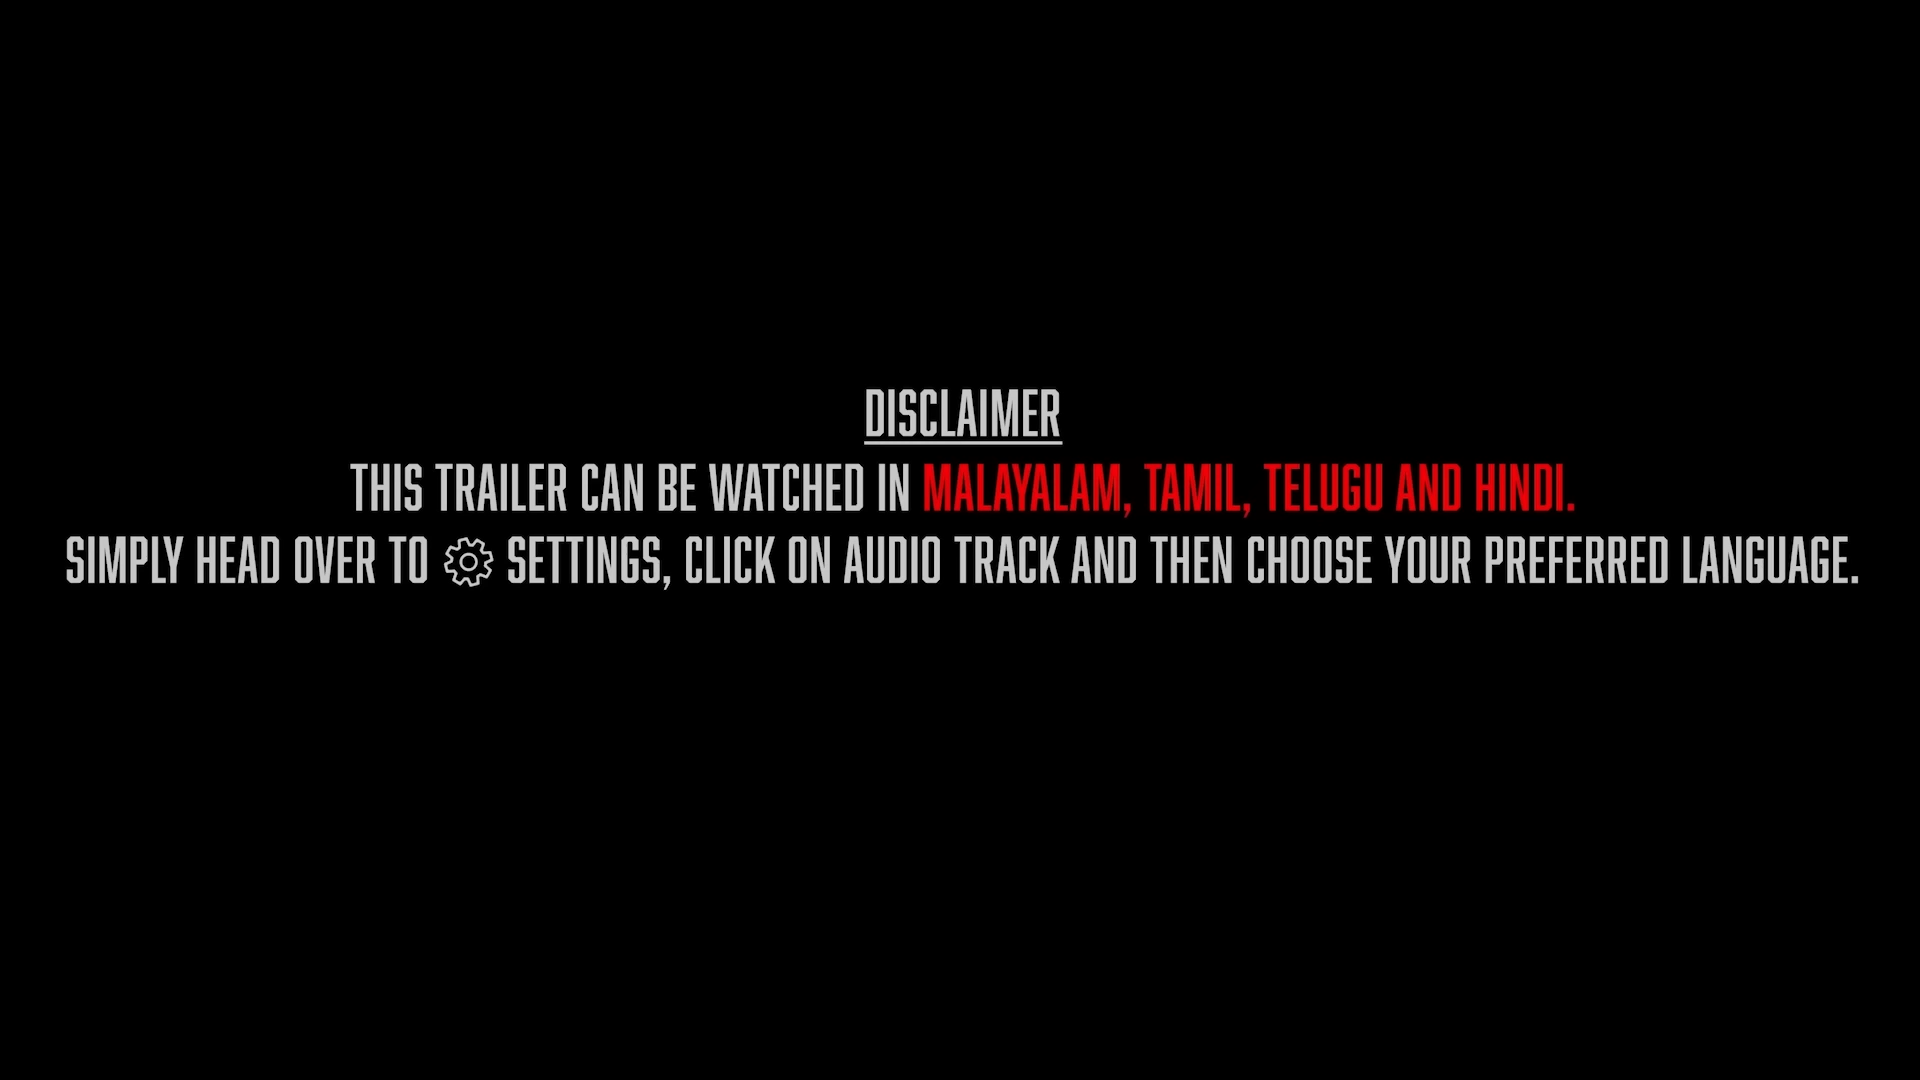 DISCLAIMER
THIS TRAILER CAN BE WATCHED IN MALAYALAM, TAMIL, TELUGU AND HINDI.
SIMPLY HEAD OVER TO SETTINGS, CLICK ON AUDIO TRACK AND THEN CHOOSE YOUR PREFERRED LANGUAGE.